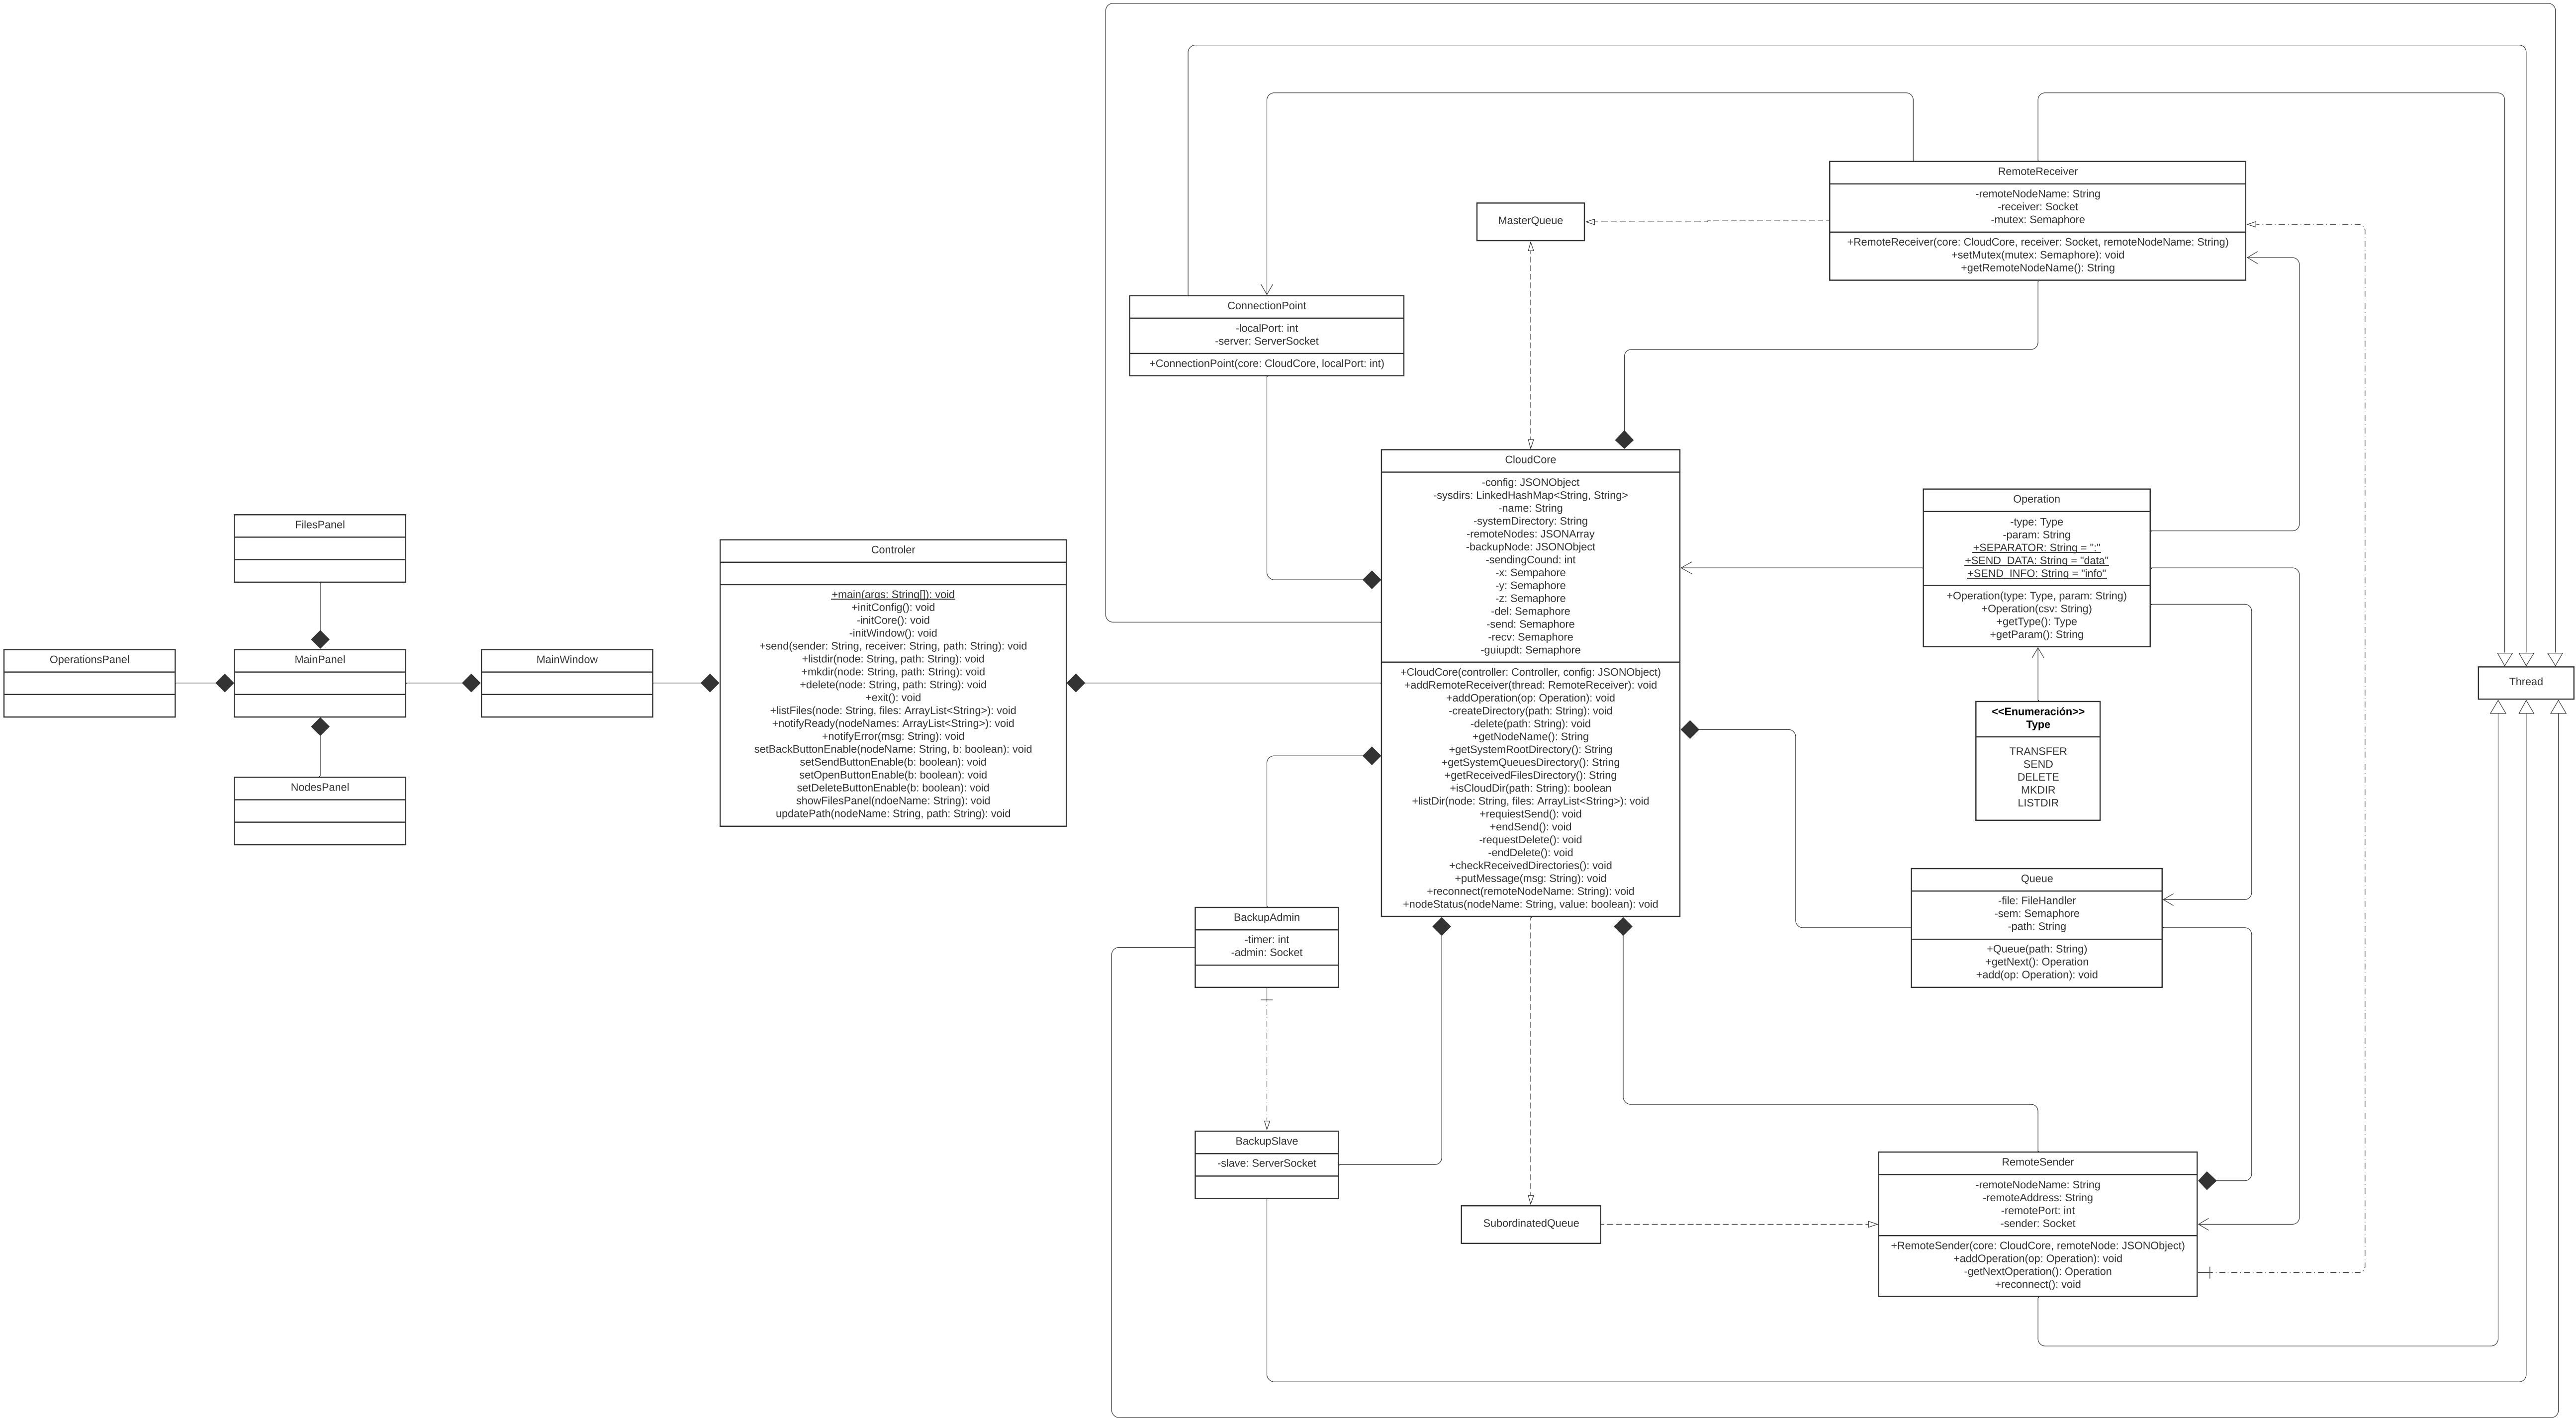 RemoteReceiver
-remoteNodeName: String
-receiver: Socket
-mutex: Semaphore
+RemoteReceiver(core: CloudCore, receiver: Socket, remoteNodeName: String)
+setMutex(mutex: Semaphore): void
+getRemoteNodeName(): String
MasterQueue
ConnectionPoint
-localPort: int
-server: ServerSocket
+ConnectionPoint(core: CloudCore, localPort: int)
CloudCore
-config: JSONObject
-sysdirs: LinkedHashMap<String, String>
-name: String
-systemDirectory: String
-remoteNodes: JSONArray
-backupNode: JSONObject
-sendingCound: int
-x: Sempahore
-y: Semaphore
-z: Semaphore
-del: Semaphore
-send: Semaphore
-recv: Semaphore
-guiupdt: Semaphore
+CloudCore(controller: Controller, config: JSONObject)
+addRemoteReceiver(thread: RemoteReceiver): void
+addOperation(op: Operation): void
-createDirectory(path: String): void
-delete(path: String): void
+getNodeName(): String
+getSystemRootDirectory(): String
+getSystemQueuesDirectory(): String
+getReceivedFilesDirectory(): String
+isCloudDir(path: String): boolean
+listDir(node: String, files: ArrayList<String>): void
+requiestSend(): void
+endSend(): void
-requestDelete(): void
-endDelete(): void
+checkReceivedDirectories(): void
+putMessage(msg: String): void
+reconnect(remoteNodeName: String): void
+nodeStatus(nodeName: String, value: boolean): void
Operation
-type: Type
-param: String
+SEPARATOR: String = ":"
+SEND_DATA: String = "data"
+SEND_INFO: String = "info"
+Operation(type: Type, param: String)
+Operation(csv: String)
+getType(): Type
+getParam(): String
FilesPanel
OperationsPanel
MainPanel
MainWindow
NodesPanel
Controler
+main(args: String[]): void
+initConfig(): void
-initCore(): void
-initWindow(): void
+send(sender: String, receiver: String, path: String): void
+listdir(node: String, path: String): void
+mkdir(node: String, path: String): void
+delete(node: String, path: String): void
+exit(): void
+listFiles(node: String, files: ArrayList<String>): void
+notifyReady(nodeNames: ArrayList<String>): void
+notifyError(msg: String): void
setBackButtonEnable(nodeName: String, b: boolean): void
setSendButtonEnable(b: boolean): void
setOpenButtonEnable(b: boolean): void
setDeleteButtonEnable(b: boolean): void
showFilesPanel(ndoeName: String): void
updatePath(nodeName: String, path: String): void
Thread
<<Enumeración>>
Type
TRANSFER
SEND
DELETE
MKDIR
LISTDIR
Queue
-file: FileHandler
-sem: Semaphore
-path: String
+Queue(path: String)
+getNext(): Operation
+add(op: Operation): void
BackupAdmin
-timer: int
-admin: Socket
BackupSlave
-slave: ServerSocket
SubordinatedQueue
RemoteSender
-remoteNodeName: String
-remoteAddress: String
-remotePort: int
-sender: Socket
+RemoteSender(core: CloudCore, remoteNode: JSONObject)
+addOperation(op: Operation): void
-getNextOperation(): Operation
+reconnect(): void